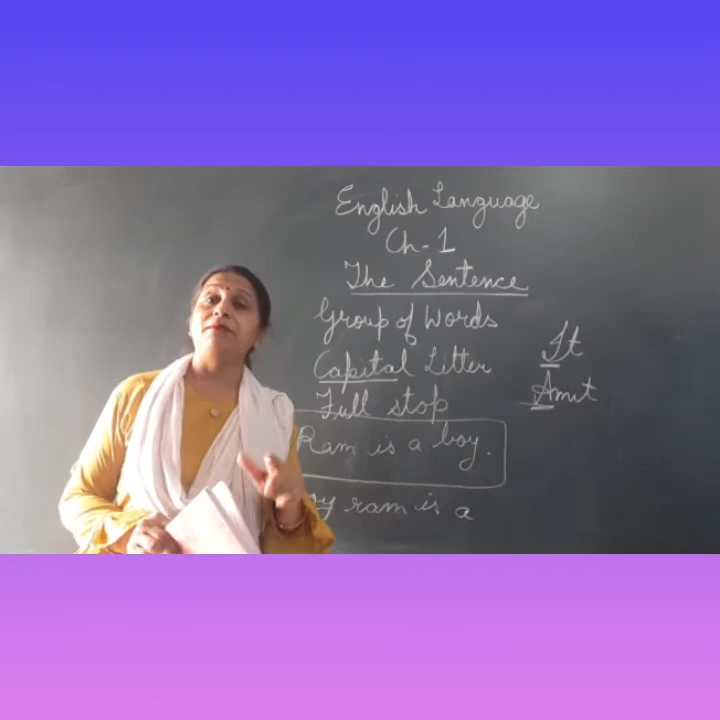 English Language
Ch-1
The Sentence
Group of Words
Capital Letter
Full stop
Ram is a boy.
ram is a
It
Amit